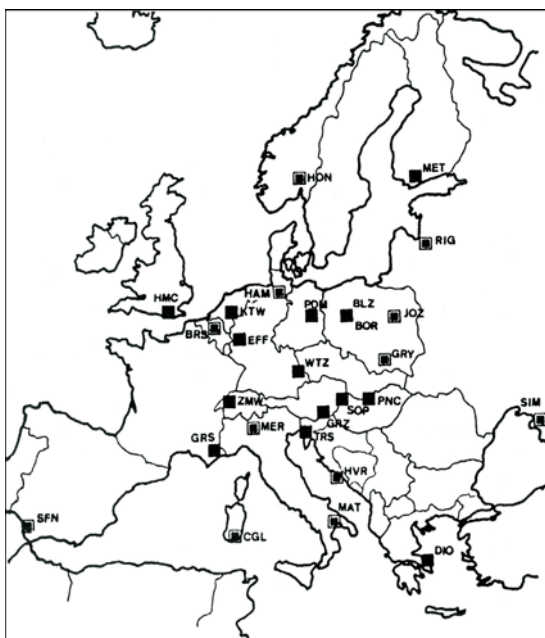 HON
MET
RIG
HAM
HMC
KTW
PDM
BLZ
BOR
JOZ
BRS
EFF
GRY
WTZ
ZMW
SOP
PNC
GRZ
MER
TRS
GRS
SIM
HVR
SFN
MAT
CGL
DIO